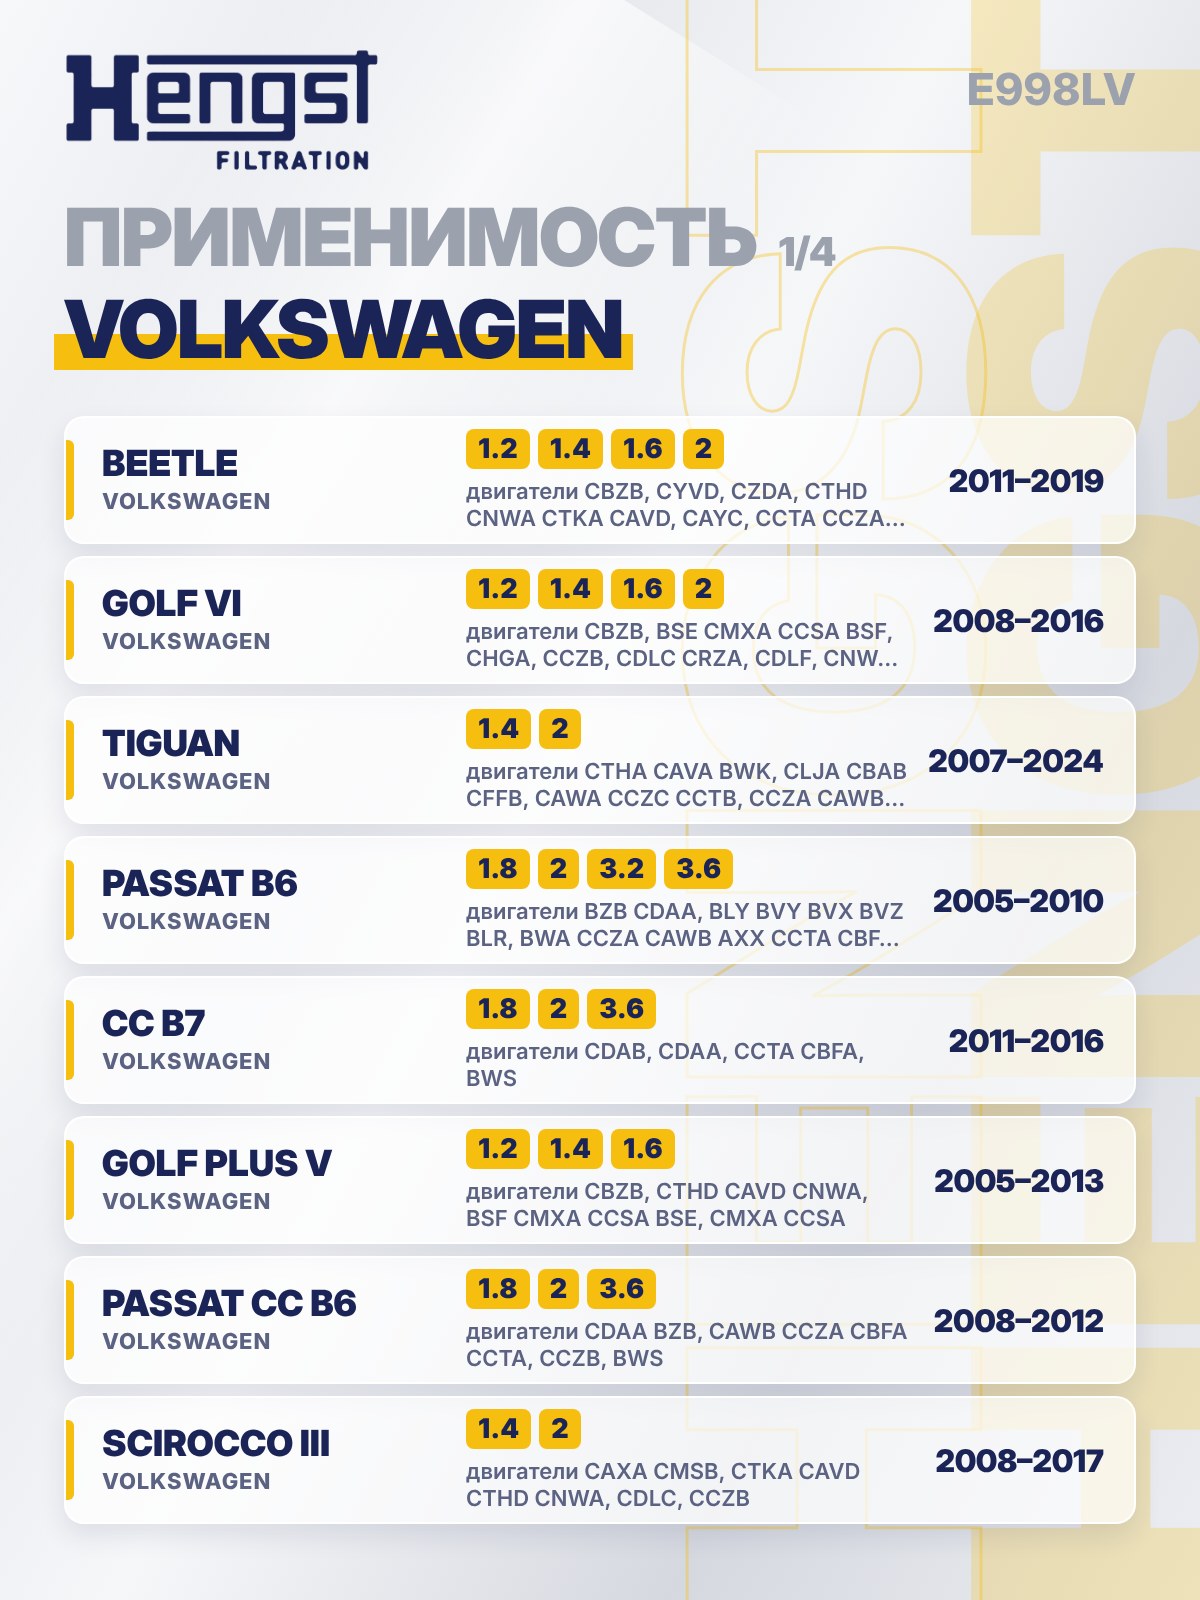 Hengst
FILTRATION
E998LV
ПРИМЕНИМОСТЬ 1/4
VOLKSWAGEN
BEETLE
VOLKSWAGEN
1.2 1.4 1.6 2
двигатели CBZB, CYVD, CZDA, CTHD
CNWA CTKA CAVD, CAYC, CCTA CCZA...
2011–2019
GOLF VI
VOLKSWAGEN
1.2 1.4 1.6 2
двигатели CBZB, BSE CMXA CCSA BSF,
CHGA, CCZB, CDLC CRZA, CDLF, CNW...
2008–2016
TIGUAN
VOLKSWAGEN
1.4 2
двигатели CTHA CAVA BWK, CLJA CBAB
CFFB, CAWA CCZC CCTB, CCZA CAWB...
2007–2024
PASSAT B6
VOLKSWAGEN
1.8 2 3.2 3.6
двигатели BZB CDAA, BLY BVY BVX BVZ
BLR, BWA CCZA CAWB AXX CCTA CBF...
2005–2010
CC B7
VOLKSWAGEN
1.8 2 3.6
двигатели CDAB, CDAA, CCTA CBFA,
BWS
2011–2016
GOLF PLUS V
VOLKSWAGEN
1.2 1.4 1.6
двигатели CBZB, CTHD CAVD CNWA,
BSF CMXA CCSA BSE, CMXA CCSA
2005–2013
PASSAT CC B6
VOLKSWAGEN
1.8 2 3.6
двигатели CDAA BZB, CAWB CCZA CBFA
CCTA, CCZB, BWS
2008–2012
SCIROCCO III
VOLKSWAGEN
1.4 2
двигатели CAXA CMSB, CTKA CAVD
CTHD CNWA, CDLC, CCZB
2008–2017
HENGST
HENGST